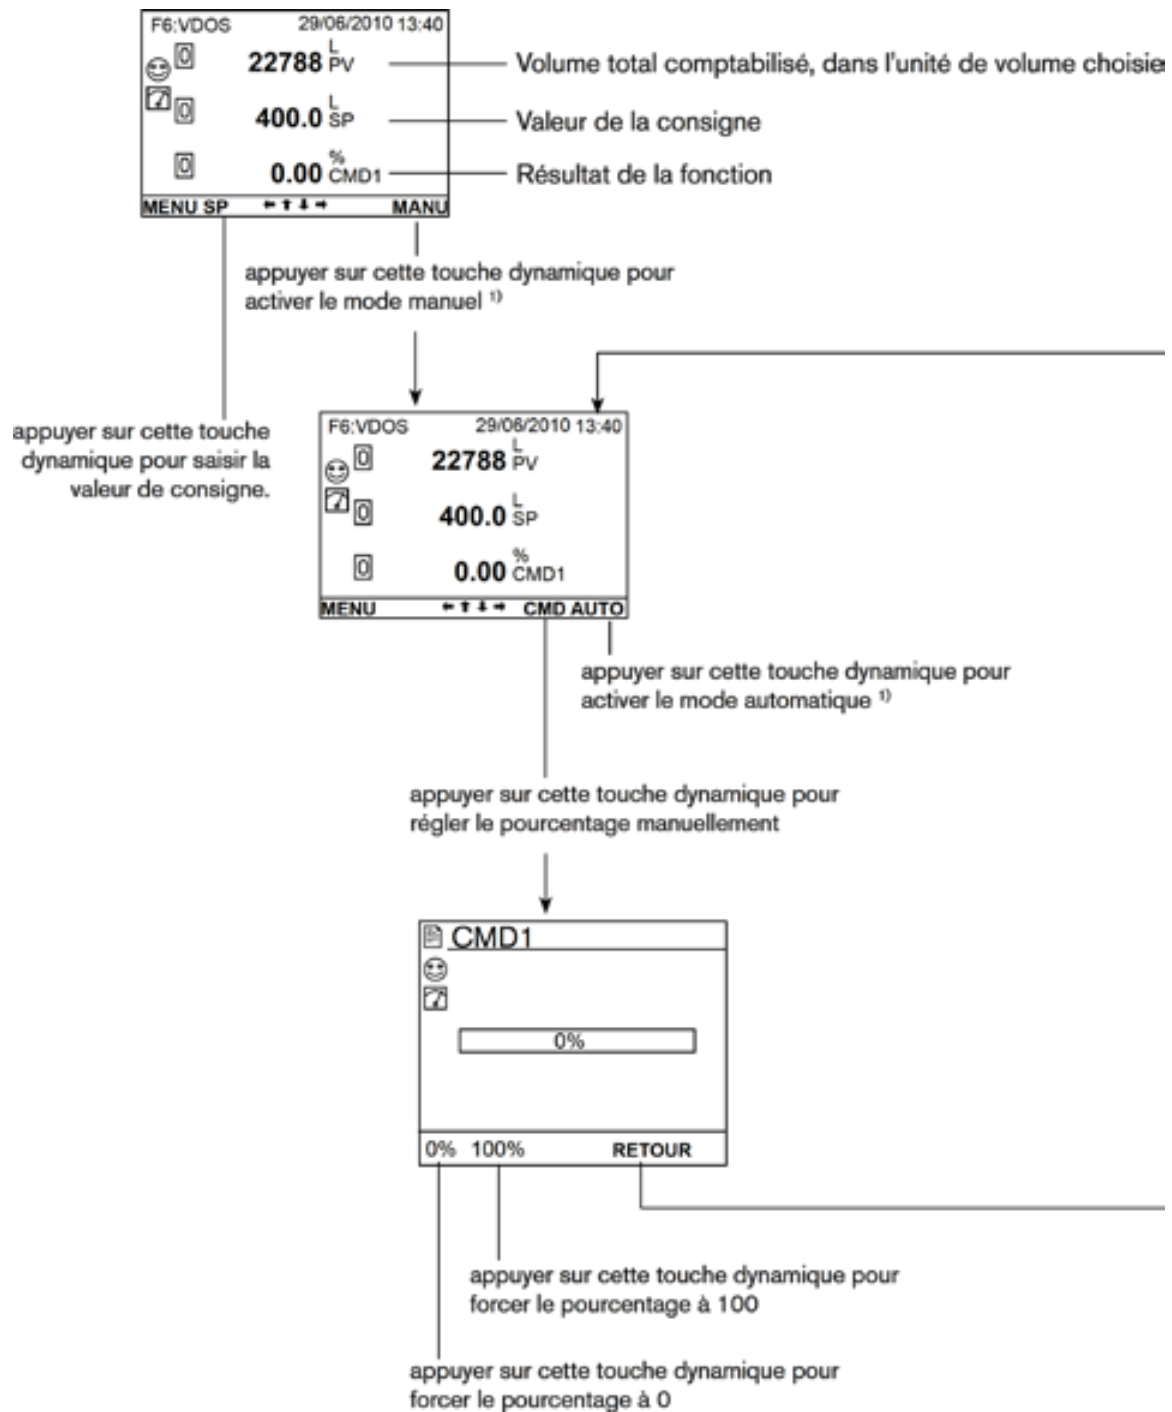 F6:VDOS 29/06/2010 13:40
0 22788 L PV
Volume total comptabilisé, dans l'unité de volume choisie
0 400.0 L SP
Valeur de la consigne
0 0.00 % CMD1
Résultat de la fonction
MENU SP MANU
appuyer sur cette touche dynamique pour
activer le mode manuel 1)
appuyer sur cette touche
dynamique pour saisir la
valeur de consigne.
F6:VDOS 29/06/2010 13:40
0 22788 L PV
0 400.0 L SP
0 0.00 % CMD1
MENU CMD AUTO
appuyer sur cette touche dynamique pour
activer le mode automatique 1)
appuyer sur cette touche dynamique pour
régler le pourcentage manuellement
CMD1
0%
0% 100% RETOUR
appuyer sur cette touche dynamique pour
forcer le pourcentage à 100
appuyer sur cette touche dynamique pour
forcer le pourcentage à 0